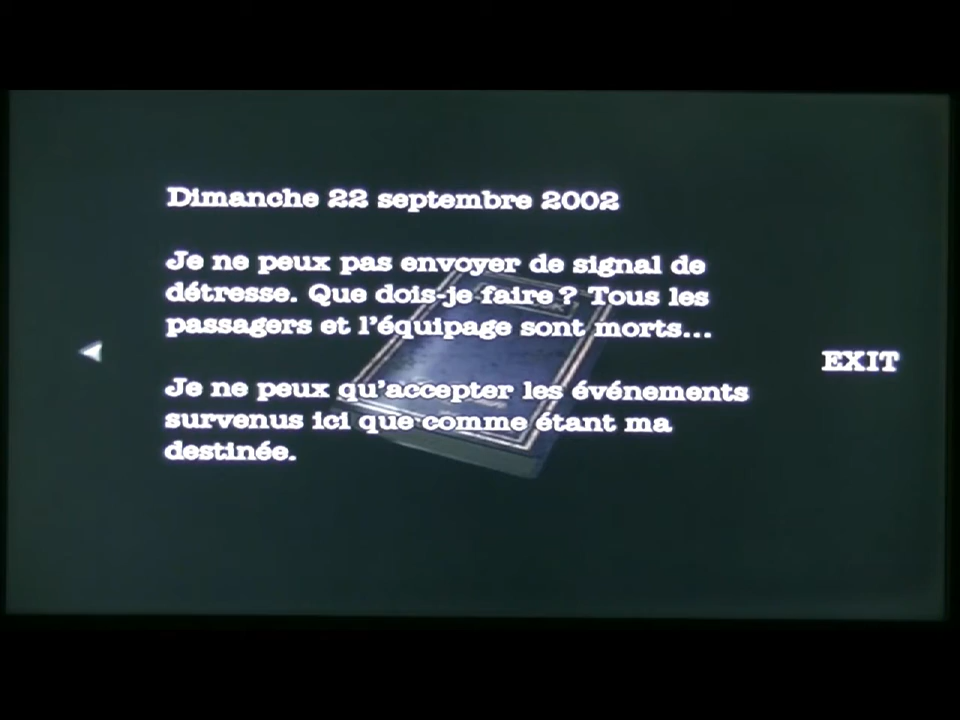 Dimanche 22 septembre 2002
Je ne peux pas envoyer de signal de
détresse. Que dois-je faire ? Tous les
passagers et l'équipage sont morts...
Je ne peux qu'accepter les événements
survenus ici que comme étant ma
destinée.
EXIT